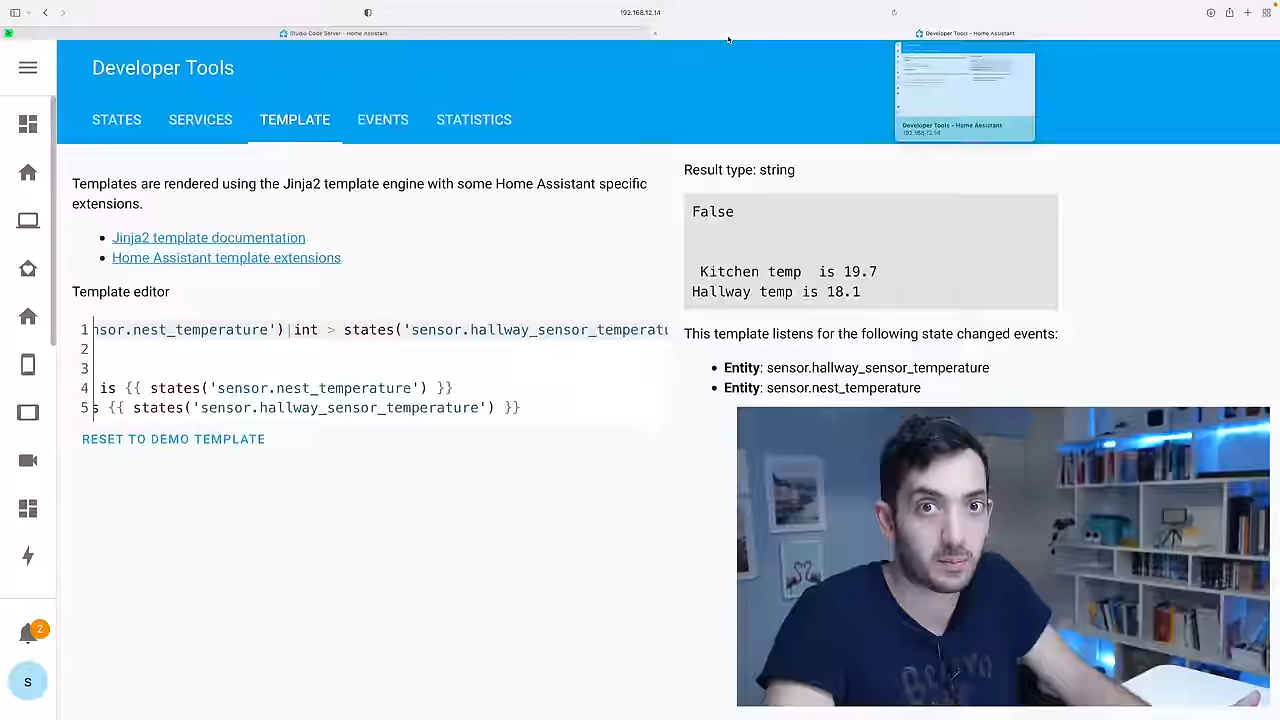 192.168.12.14
Studio Code Server - Home Assistant
Developer Tools - Home Assistant
Developer Tools
STATES SERVICES TEMPLATE EVENTS STATISTICS
Developer Tools - Home Assistant
192.168.12.14
Templates are rendered using the Jinja2 template engine with some Home Assistant specific
extensions.
Jinja2 template documentation
Home Assistant template extensions
Template editor
1 nsor.nest_temperature')|int > states('sensor.hallway_sensor_temperatu
2
3
4 is {{ states('sensor.nest_temperature') }}
5 s {{ states('sensor.hallway_sensor_temperature') }}
RESET TO DEMO TEMPLATE
Result type: string
False
Kitchen temp  is 19.7
Hallway temp is 18.1
This template listens for the following state changed events:
Entity: sensor.hallway_sensor_temperature
Entity: sensor.nest_temperature
2
S